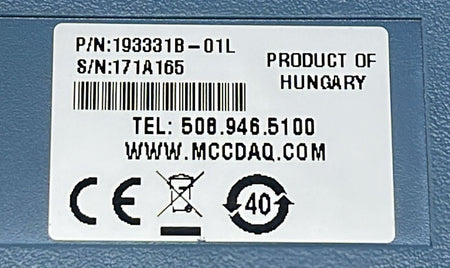 P/N:193331B-01L
S/N:171A165
PRODUCT OF
HUNGARY
TEL: 508.946.5100
WWW.MCCDAQ.COM
CE
40